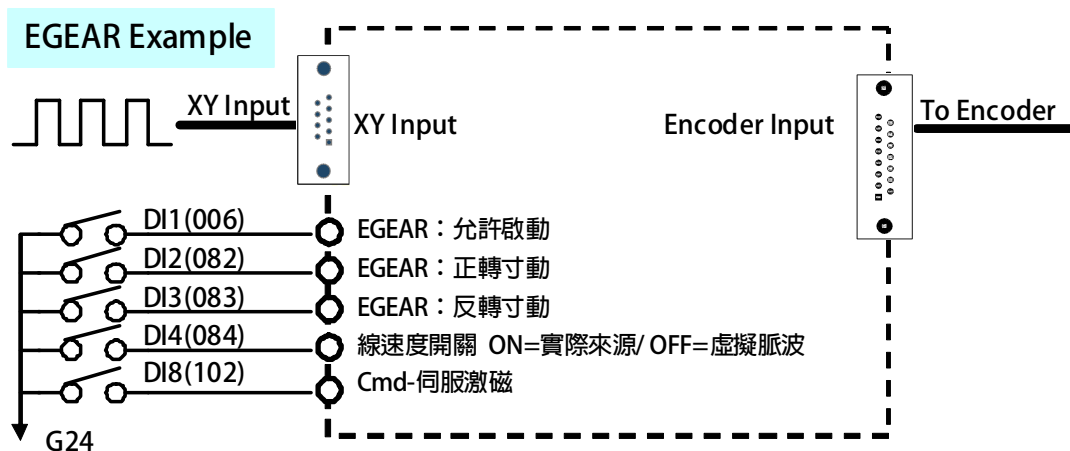 EGEAR Example
XY Input
XY Input
Encoder Input
To Encoder
DI1(006)
EGEAR：允許啟動
DI2(082)
EGEAR：正轉寸動
DI3(083)
EGEAR：反轉寸動
DI4(084)
線速度開關 ON=實際來源/ OFF=虛擬脈波
DI8(102)
Cmd-伺服激磁
G24